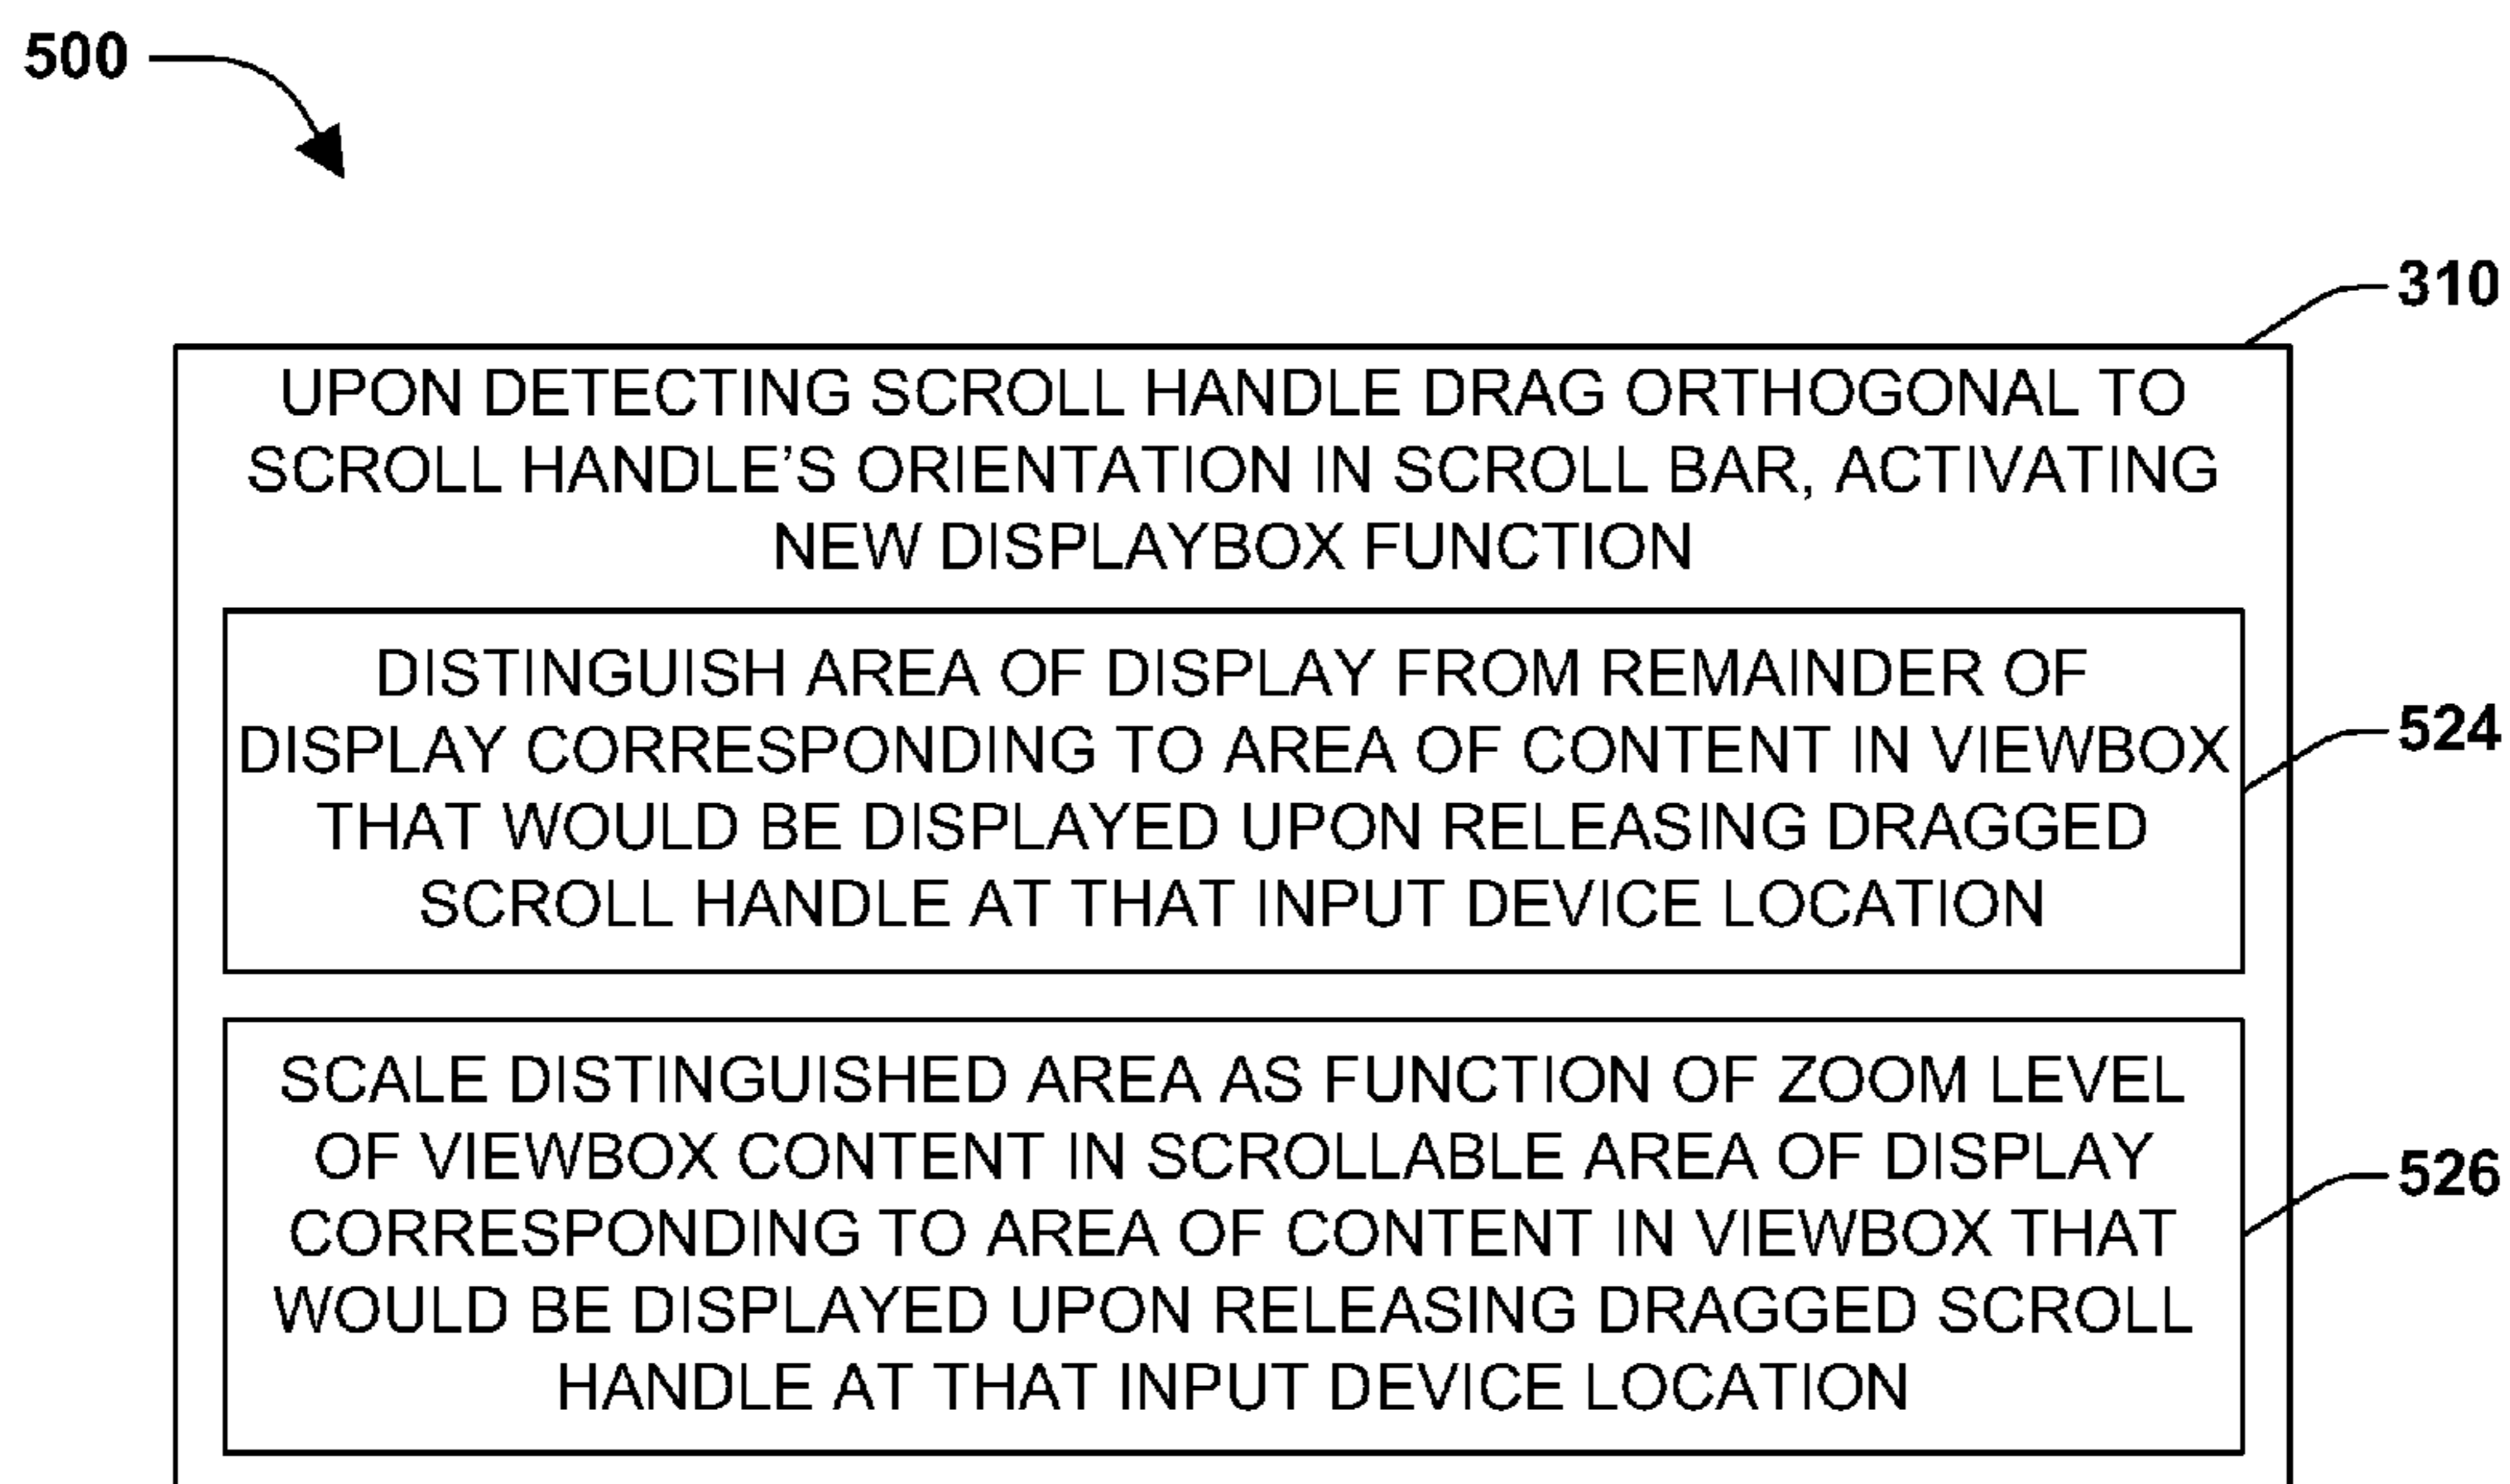 500
310
UPON DETECTING SCROLL HANDLE DRAG ORTHOGONAL TO
SCROLL HANDLE'S ORIENTATION IN SCROLL BAR, ACTIVATING
NEW DISPLAYBOX FUNCTION
DISTINGUISH AREA OF DISPLAY FROM REMAINDER OF
DISPLAY CORRESPONDING TO AREA OF CONTENT IN VIEWBOX
THAT WOULD BE DISPLAYED UPON RELEASING DRAGGED
SCROLL HANDLE AT THAT INPUT DEVICE LOCATION
524
SCALE DISTINGUISHED AREA AS FUNCTION OF ZOOM LEVEL
OF VIEWBOX CONTENT IN SCROLLABLE AREA OF DISPLAY
CORRESPONDING TO AREA OF CONTENT IN VIEWBOX THAT
WOULD BE DISPLAYED UPON RELEASING DRAGGED SCROLL
HANDLE AT THAT INPUT DEVICE LOCATION
526